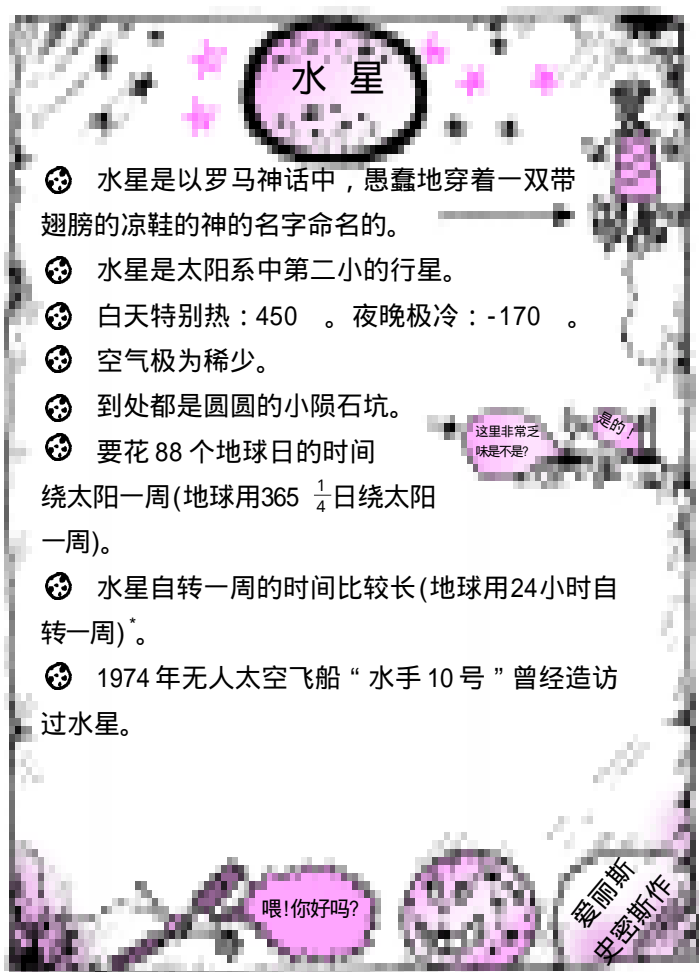 水 星
水星是以罗马神话中，愚蠢地穿着一双带
翅膀的凉鞋的神的名字命名的。
水星是太阳系中第二小的行星。
白天特别热：450 。夜晚极冷：-170 。
空气极为稀少。
到处都是圆圆的小陨石坑。
这里非常乏
味是不是?
是的！
要花 88 个地球日的时间
绕太阳一周(地球用365 1/4日绕太阳
一周)。
水星自转一周的时间比较长(地球用24小时自
转一周)*。
1974 年无人太空飞船“水手 10 号”曾经造访
过水星。
喂!你好吗?
爱丽斯
史密斯作